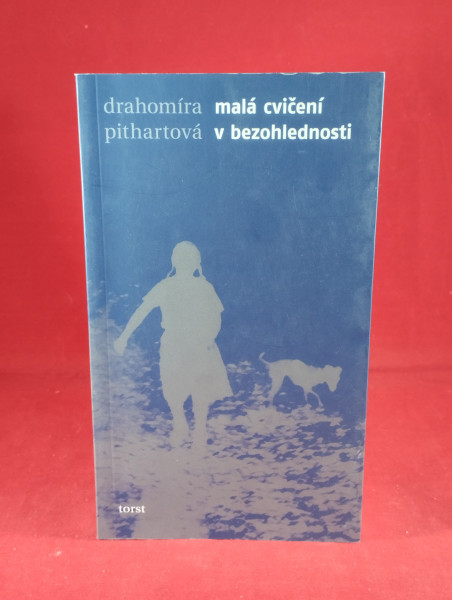 drahomíra malá cvičení
pithartová v bezohlednosti
torst